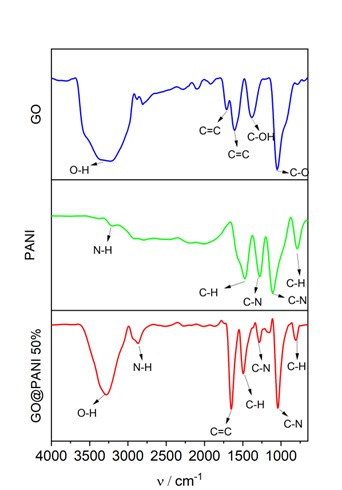 GO
O-H
C=C
C=C
C-OH
C-O
PANI
N-H
C-H
C-N
C-N
C-H
GO@PANI 50%
O-H
N-H
C=C
C-H
C-N
C-N
C-H
4000 3500 3000 2500 2000 1500 1000
ν / cm-1